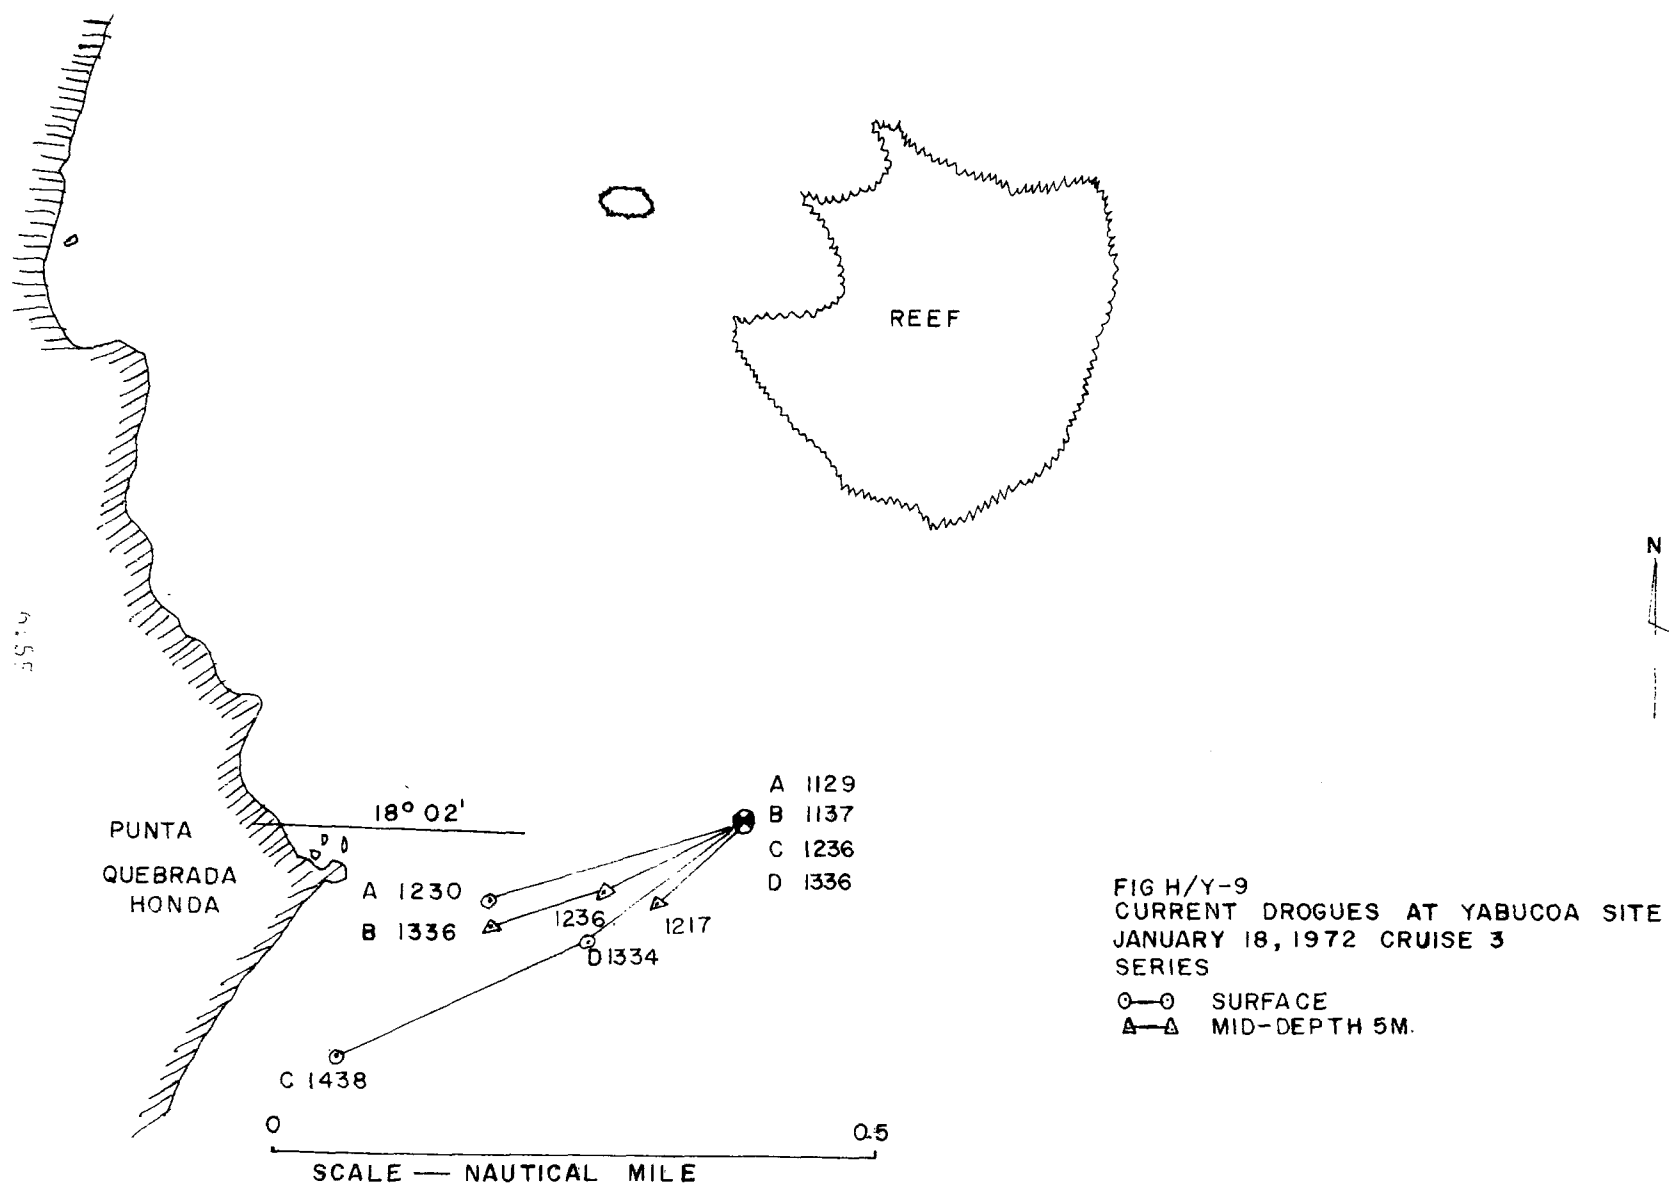 REEF
N
A 1129
B 1137
C 1236
D 1336
18° 02'
PUNTA
QUEBRADA
HONDA
A 1230
B 1336
1236
1217
D 1334
C 1438
FIG H/Y-9
CURRENT DROGUES AT YABUCOA SITE
JANUARY 18, 1972 CRUISE 3
SERIES
SURFACE
MID-DEPTH 5M.
0 0.5
SCALE — NAUTICAL MILE